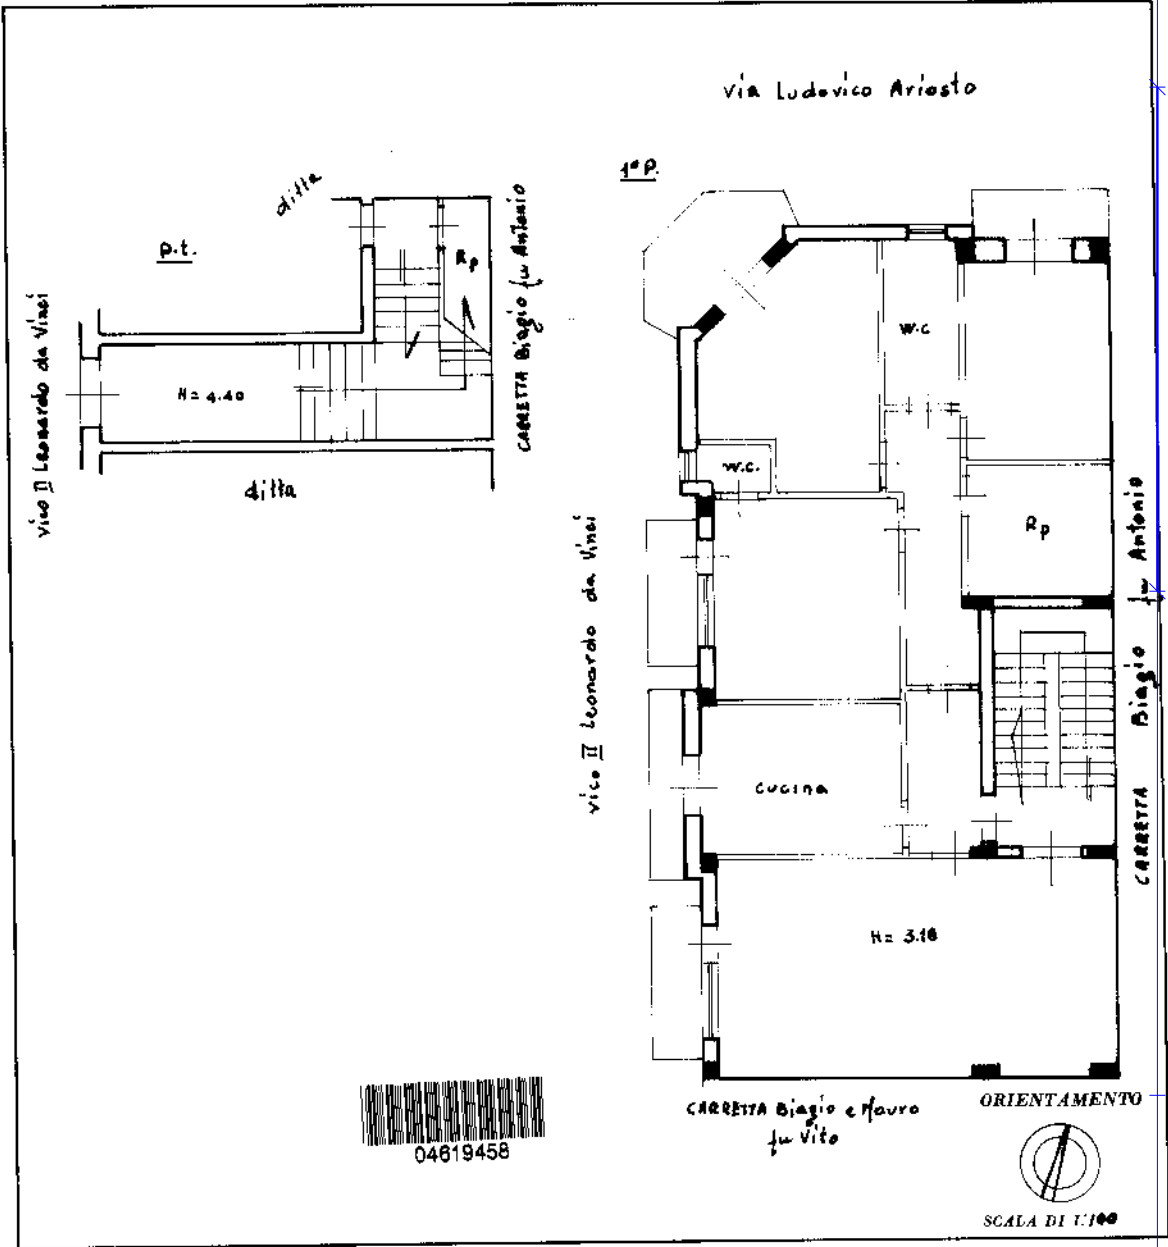 via Ludovico Ariosto
1° P.
ditta
p.t.
Rp
CARRETTA Biagio fu Antonio
vico II Leonardo da Vinci
H= 4.40
ditta
W.C
W.C.
Rp
vico II Leonardo da Vinci
CARRETTA Biagio fu Antonio
cucina
H= 3.18
CARRETTA Biagio e Mauro
fu Vito
04619458
ORIENTAMENTO
SCALA DI 1:100